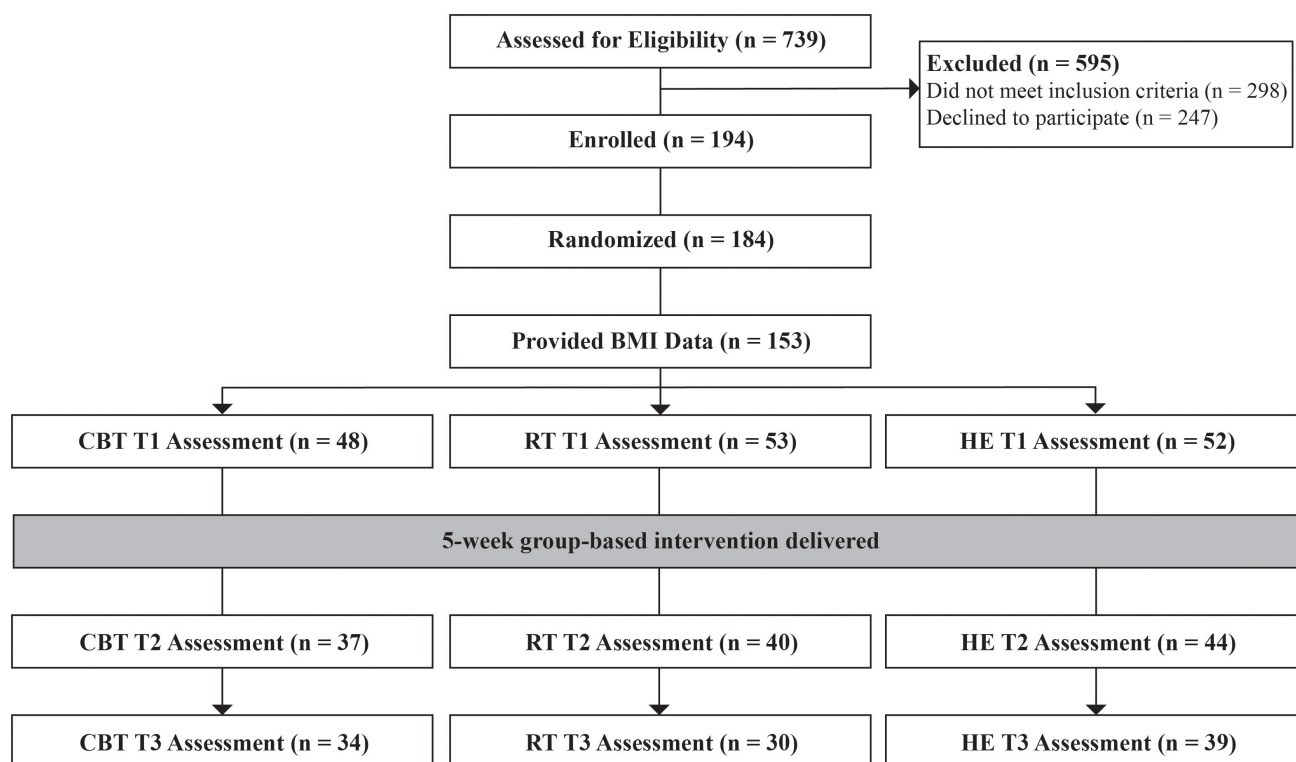 Assessed for Eligibility (n = 739)
Excluded (n = 595)
Did not meet inclusion criteria (n = 298)
Declined to participate (n = 247)
Enrolled (n = 194)
Randomized (n = 184)
Provided BMI Data (n = 153)
CBT T1 Assessment (n = 48)
RT T1 Assessment (n = 53)
HE T1 Assessment (n = 52)
5-week group-based intervention delivered
CBT T2 Assessment (n = 37)
RT T2 Assessment (n = 40)
HE T2 Assessment (n = 44)
CBT T3 Assessment (n = 34)
RT T3 Assessment (n = 30)
HE T3 Assessment (n = 39)